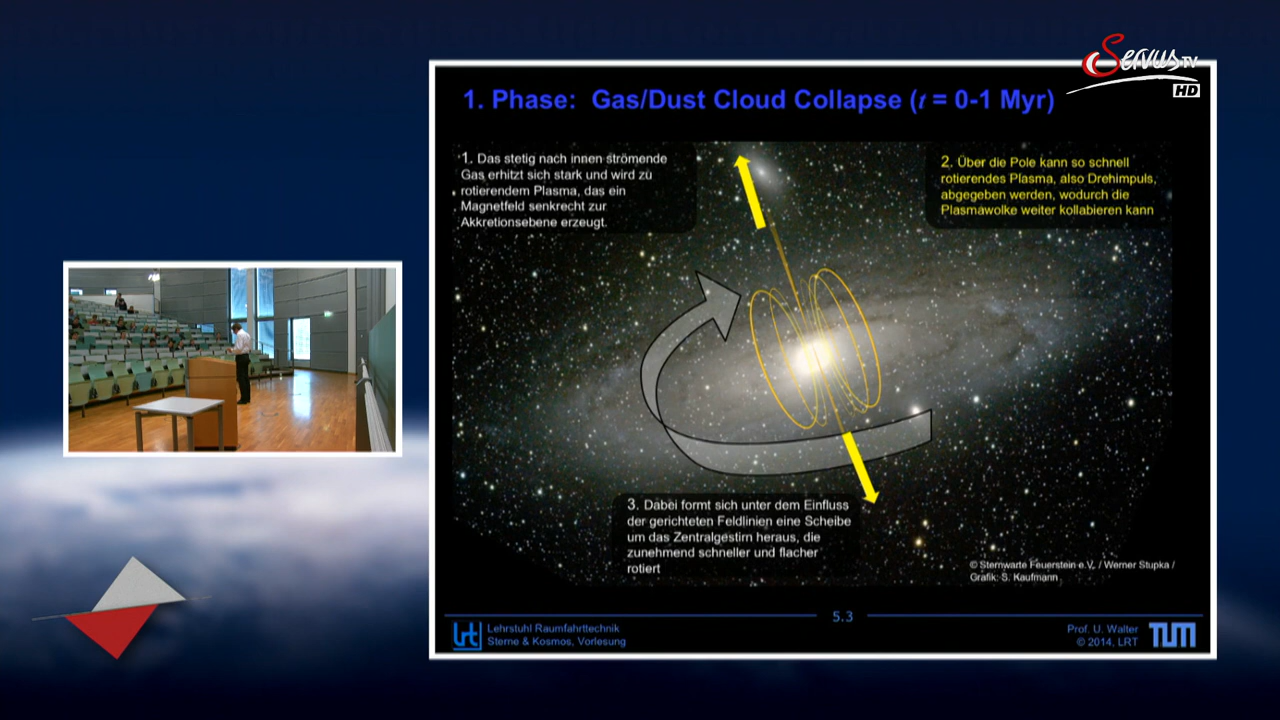 ServusTV
HD
1. Phase: Gas/Dust Cloud Collapse (t = 0-1 Myr)
1. Das stetig nach innen strömende
Gas erhitzt sich stark und wird zu
rotierendem Plasma, das ein
Magnetfeld senkrecht zur
Akkretionsebene erzeugt.
2. Über die Pole kann so schnell
rotierendes Plasma, also Drehimpuls,
abgegeben werden, wodurch die
Plasmawolke weiter kollabieren kann
3. Dabei formt sich unter dem Einfluss
der gerichteten Feldlinien eine Scheibe
um das Zentralgestirn heraus, die
zunehmend schneller und flacher
rotiert
© Sternwarte Feuerstein e.V. / Werner Stupka /
Grafik: S. Kaufmann
5.3
lrt
Lehrstuhl Raumfahrttechnik
Sterne & Kosmos, Vorlesung
Prof. U. Walter
© 2014, LRT
TUM